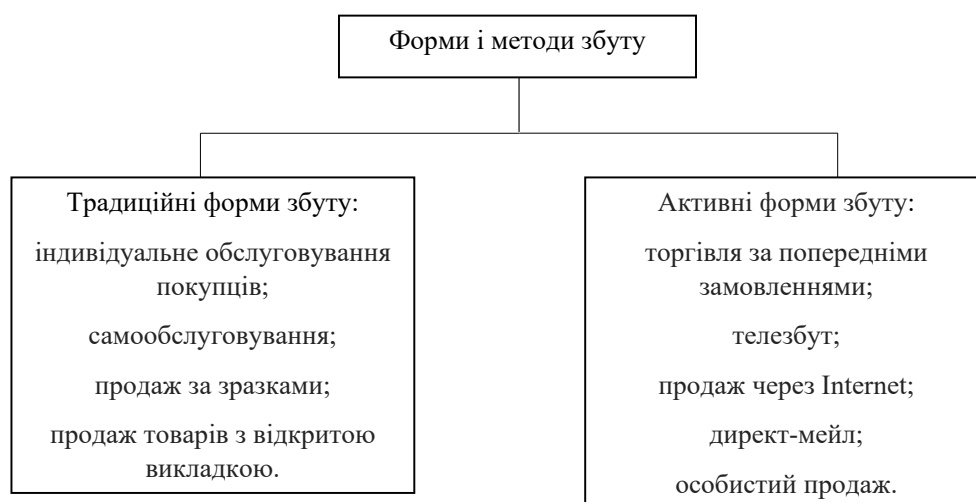 Форми і методи збуту
Традиційні форми збуту:
індивідуальне обслуговування
покупців;
самообслуговування;
продаж за зразками;
продаж товарів з відкритою
викладкою.
Активні форми збуту:
торгівля за попередніми
замовленнями;
телезбут;
продаж через Internet;
директ-мейл;
особистий продаж.